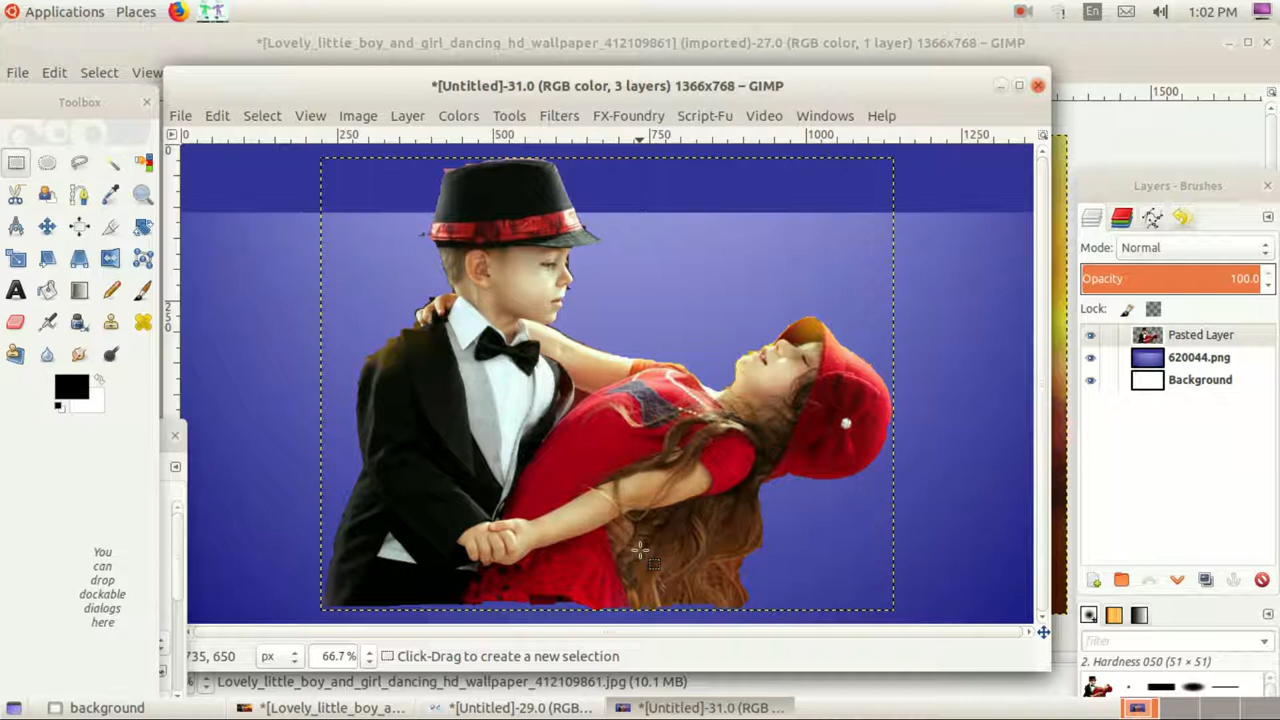 Applications Places En 1:02 PM
*[Lovely_little_boy_and_girl_dancing_hd_wallpaper_412109861] (imported)-27.0 (RGB color, 1 layer) 1366x768 – GIMP
File Edit Select View
1500
Toolbox
*[Untitled]-31.0 (RGB color, 3 layers) 1366x768 – GIMP
File Edit Select View Image Layer Colors Tools Filters FX-Foundry Script-Fu Video Windows Help
0 250 500 750 1000 1250
0
250
Layers - Brushes
Mode: Normal
Opacity 100.0
Lock:
Pasted Layer
620044.png
Background
You
can
drop
dockable
dialogs
here
filter
2. Hardness 050 (51 × 51)
735, 650 px 66.7 % Click-Drag to create a new selection
% Lovely_little_boy_and_girl_dancing_hd_wallpaper_412109861.jpg (10.1 MB)
background *[Lovely_little_boy_a... *[Untitled]-29.0 (RGB... *[Untitled]-31.0 (RGB ...